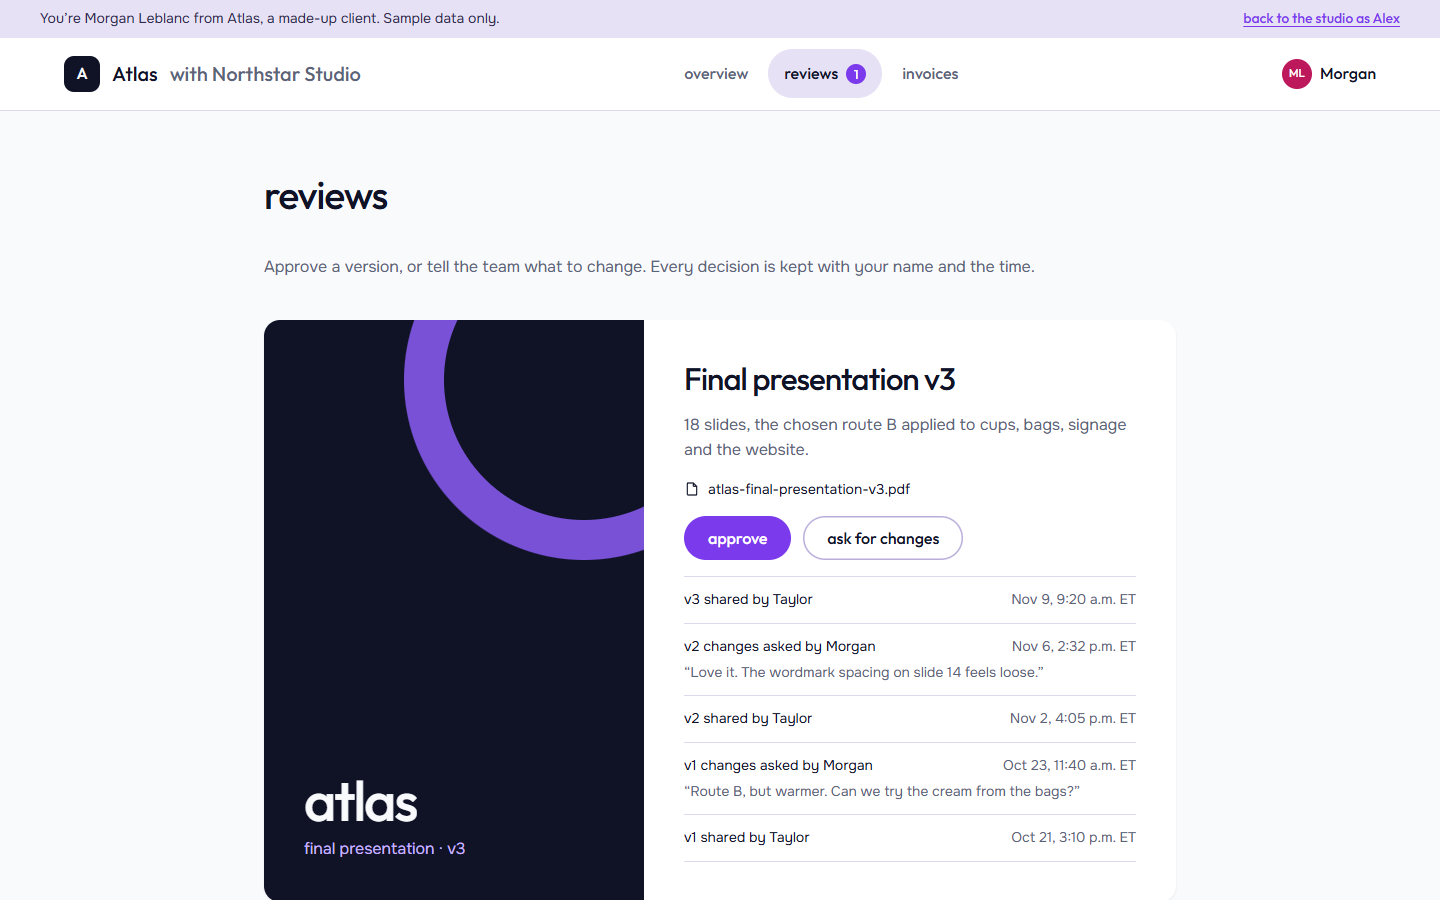 You’re Morgan Leblanc from Atlas, a made-up client. Sample data only.
back to the studio as Alex
A
Atlas with Northstar Studio
overview
reviews 1
invoices
ML
Morgan
reviews
Approve a version, or tell the team what to change. Every decision is kept with your name and the time.
atlas
final presentation · v3
Final presentation v3
18 slides, the chosen route B applied to cups, bags, signage
and the website.
atlas-final-presentation-v3.pdf
approve
ask for changes
v3 shared by Taylor
Nov 9, 9:20 a.m. ET
v2 changes asked by Morgan
Nov 6, 2:32 p.m. ET
“Love it. The wordmark spacing on slide 14 feels loose.”
v2 shared by Taylor
Nov 2, 4:05 p.m. ET
v1 changes asked by Morgan
Oct 23, 11:40 a.m. ET
“Route B, but warmer. Can we try the cream from the bags?”
v1 shared by Taylor
Oct 21, 3:10 p.m. ET